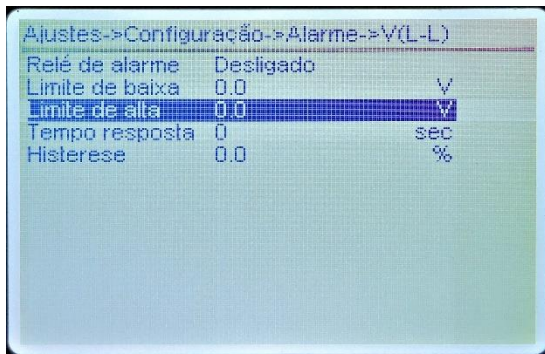 Ajustes->Configuração->Alarme->V(L-L)
Relé de alarme Desligado
Limite de baixa 0.0 V
Limite de alta 0.0 V
Tempo resposta 0 sec
Histerese 0.0 %